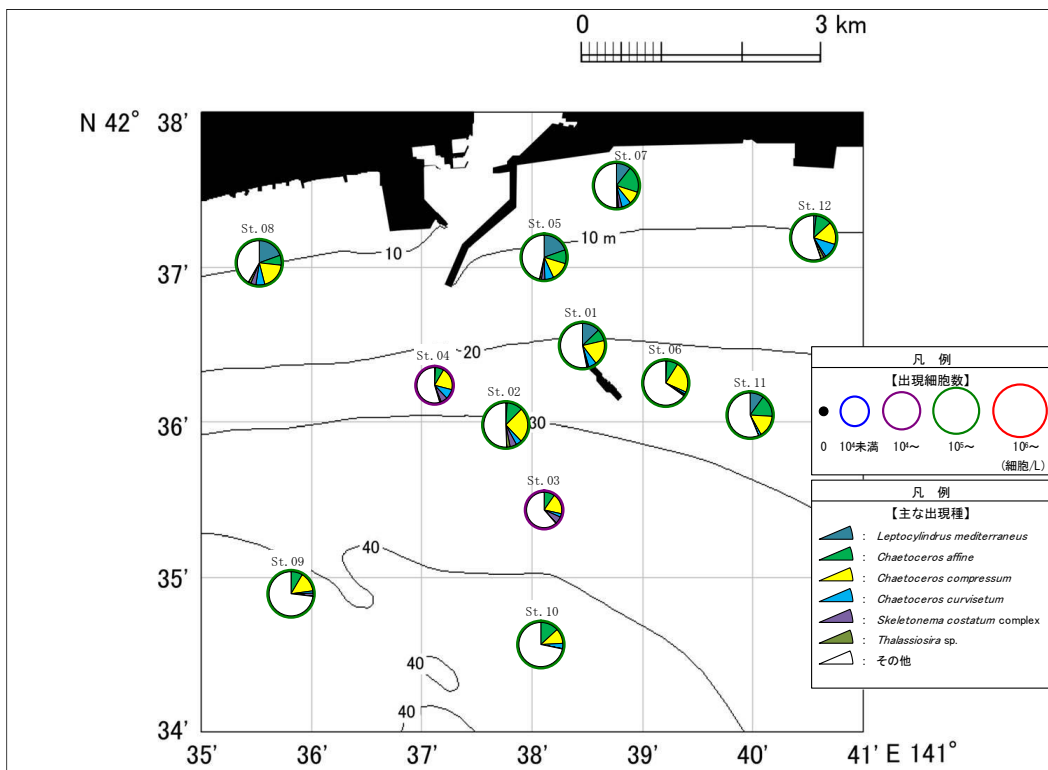 0 3 km
N 42° 38'
St.07
St.12
St.05
St.08
10
10 m
37'
St.01
20
St.04
St.06
St.11
St.02
30
36'
St.03
40
St.09
35'
St.10
40
40
34'
35' 36' 37' 38' 39' 40' 41' E 141°
凡 例
【出現細胞数】
0 10⁴未満 10⁴～ 10⁵～ 10⁶～
(細胞/L)
凡 例
【主な出現種】
: Leptocylindrus mediterraneus
: Chaetoceros affine
: Chaetoceros compressum
: Chaetoceros curvisetum
: Skeletonema costatum complex
: Thalassiosira sp.
: その他